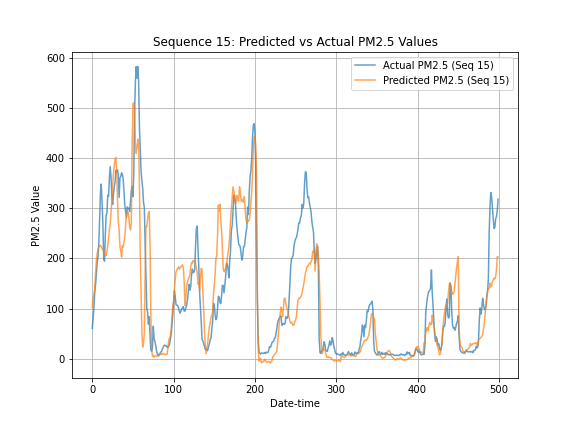 Sequence 15: Predicted vs Actual PM2.5 Values
Actual PM2.5 (Seq 15)
Predicted PM2.5 (Seq 15)
PM2.5 Value
600
500
400
300
200
100
0
0 100 200 300 400 500
Date-time